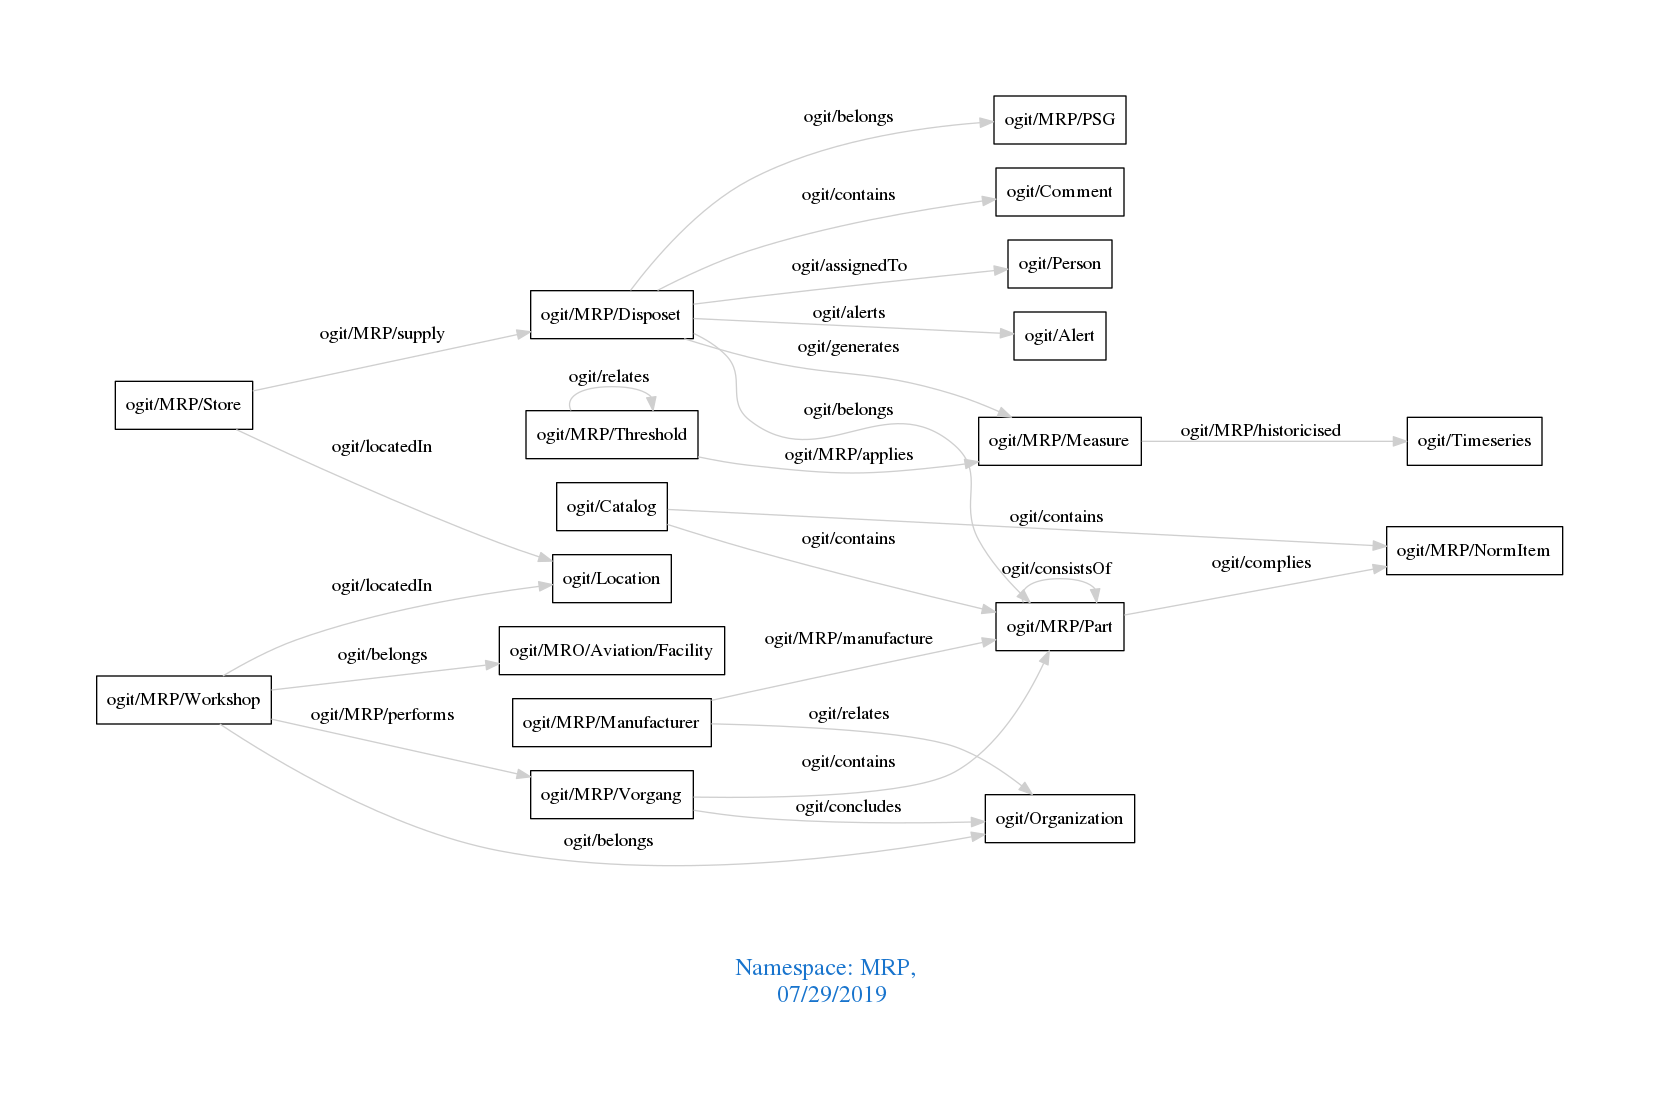 ogit/belongs
ogit/MRP/PSG
ogit/contains
ogit/Comment
ogit/assignedTo
ogit/Person
ogit/MRP/Disposet
ogit/alerts
ogit/Alert
ogit/MRP/supply
ogit/generates
ogit/relates
ogit/MRP/Store
ogit/belongs
ogit/MRP/Threshold
ogit/MRP/Measure
ogit/MRP/historicised
ogit/Timeseries
ogit/locatedIn
ogit/MRP/applies
ogit/Catalog
ogit/contains
ogit/contains
ogit/MRP/NormItem
ogit/complies
ogit/consistsOf
ogit/Location
ogit/locatedIn
ogit/MRP/Part
ogit/MRP/manufacture
ogit/belongs
ogit/MRO/Aviation/Facility
ogit/MRP/Workshop
ogit/MRP/performs
ogit/relates
ogit/MRP/Manufacturer
ogit/contains
ogit/MRP/Vorgang
ogit/concludes
ogit/Organization
ogit/belongs
Namespace: MRP,
07/29/2019